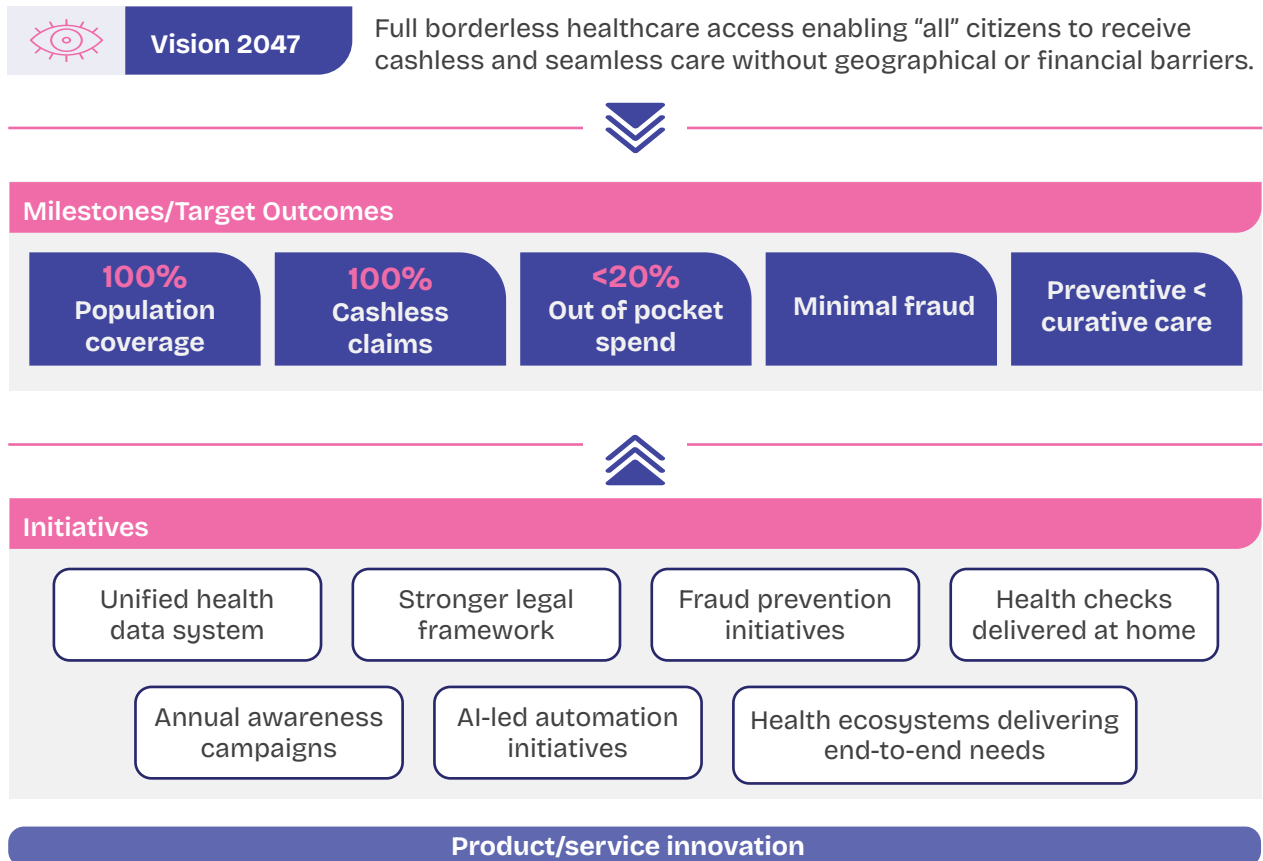 Vision 2047
Full borderless healthcare access enabling “all” citizens to receive
cashless and seamless care without geographical or financial barriers.
Milestones/Target Outcomes
100%
Population
coverage
100%
Cashless
claims
<20%
Out of pocket
spend
Minimal fraud
Preventive <
curative care
Initiatives
Unified health
data system
Stronger legal
framework
Fraud prevention
initiatives
Health checks
delivered at home
Annual awareness
campaigns
AI-led automation
initiatives
Health ecosystems delivering
end-to-end needs
Product/service innovation